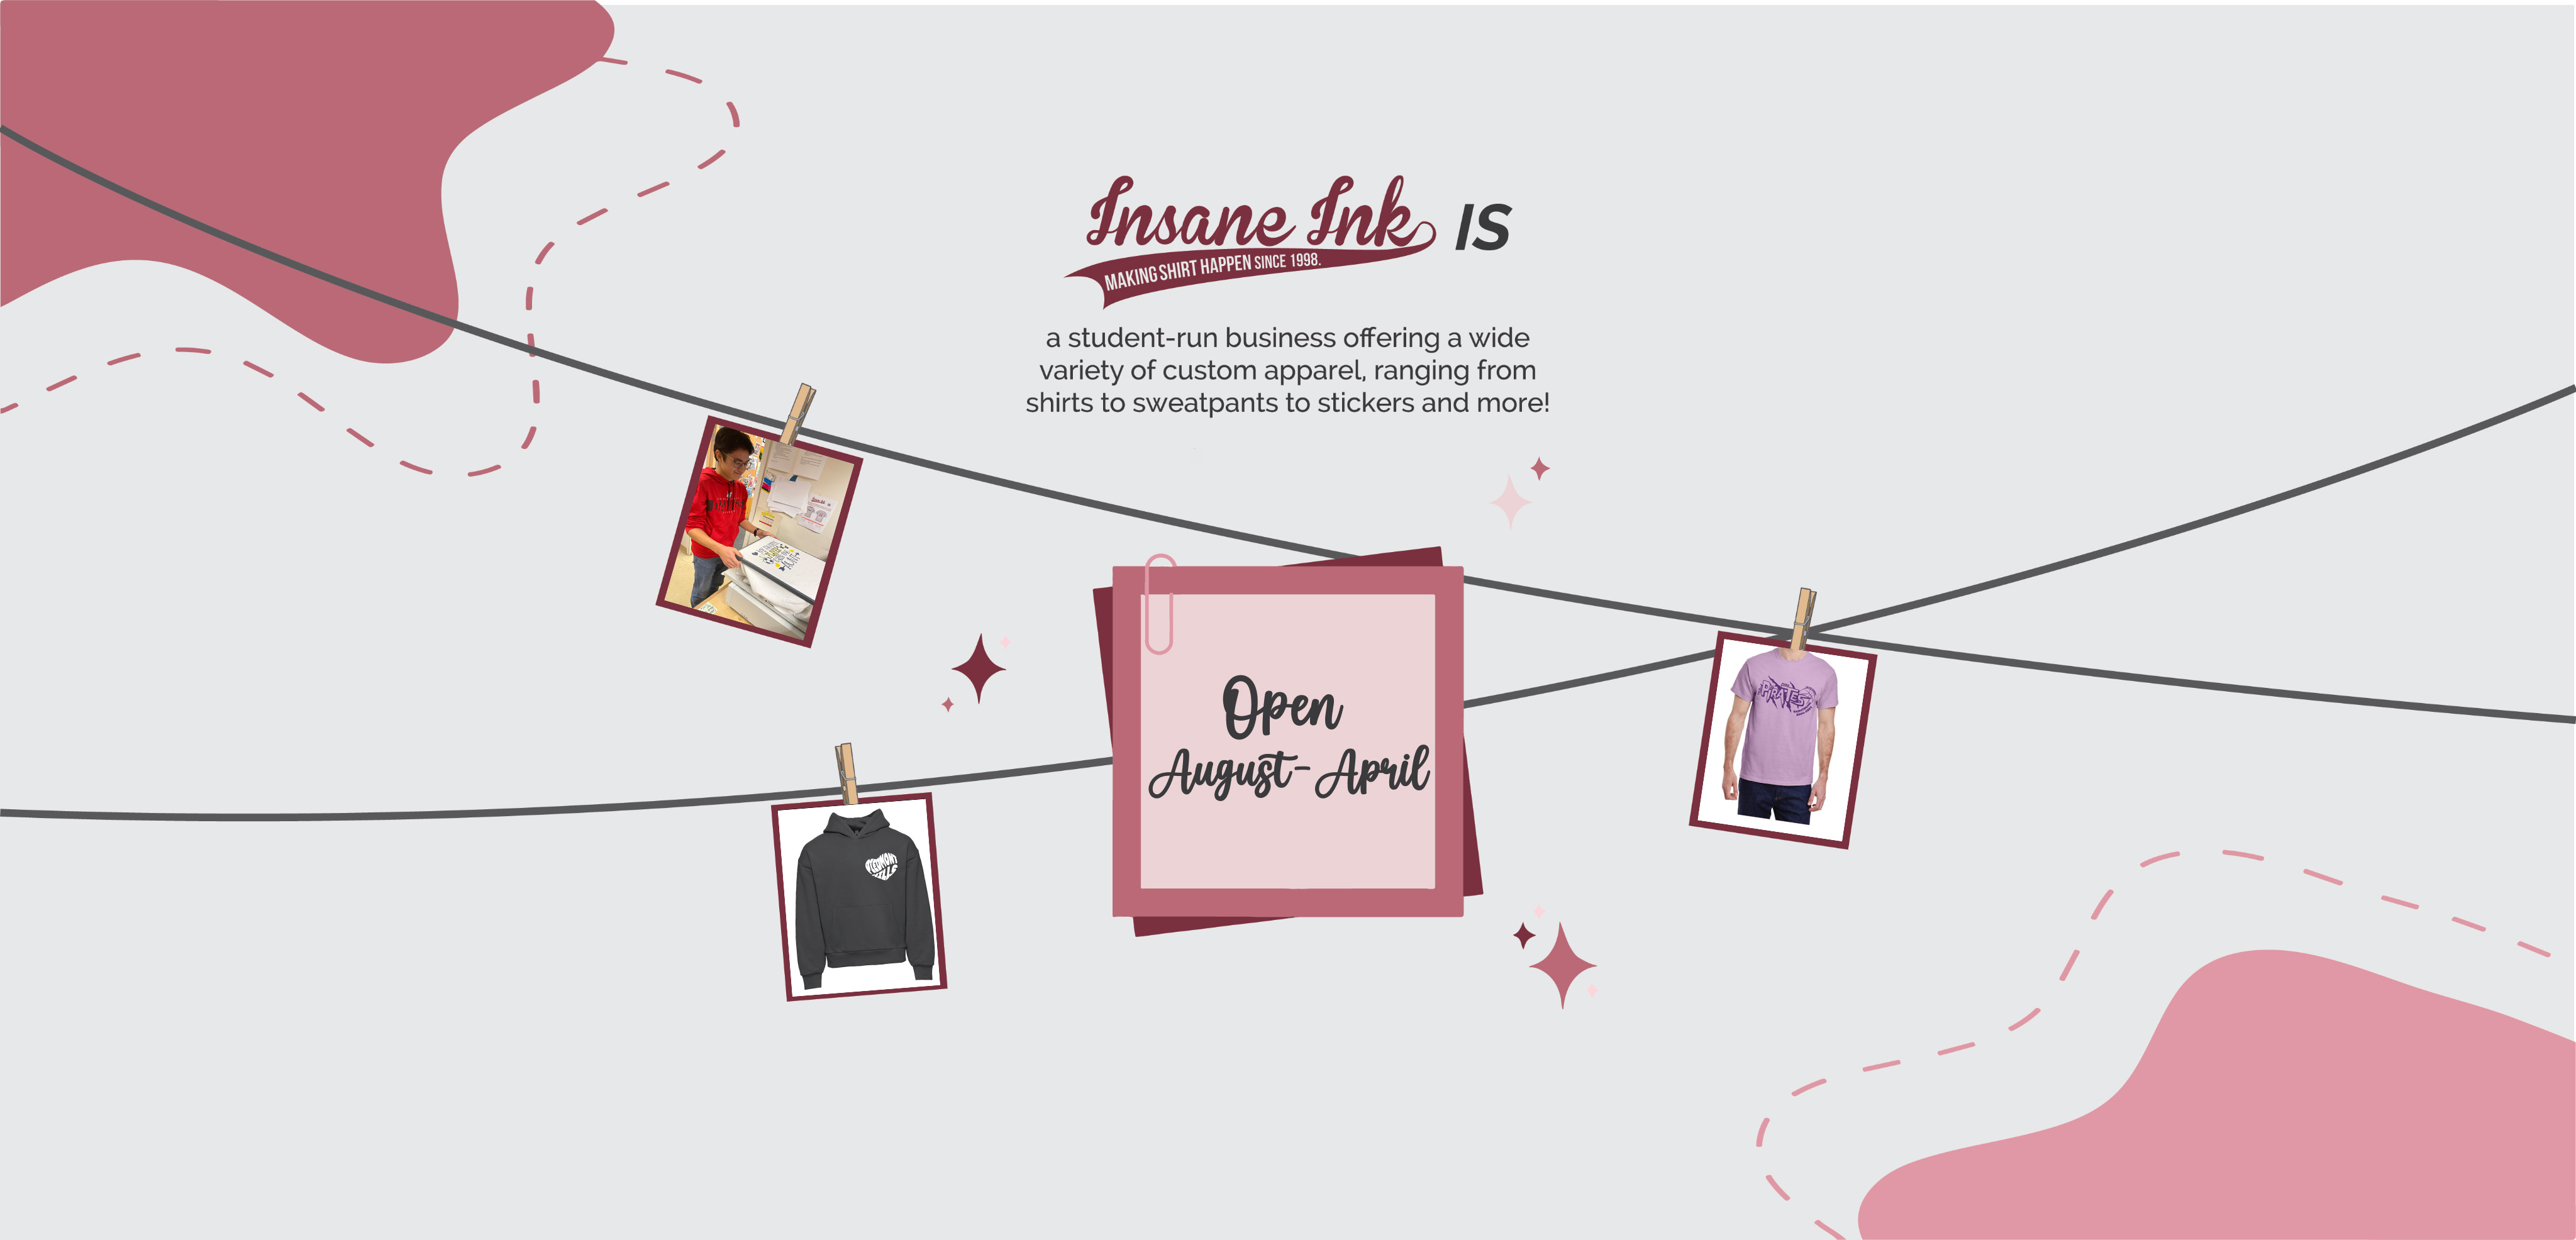 Insane Ink IS
MAKING SHIRT HAPPEN SINCE 1998.
a student-run business offering a wide
variety of custom apparel, ranging from
shirts to sweatpants to stickers and more!
Open
August-April
PIRATES